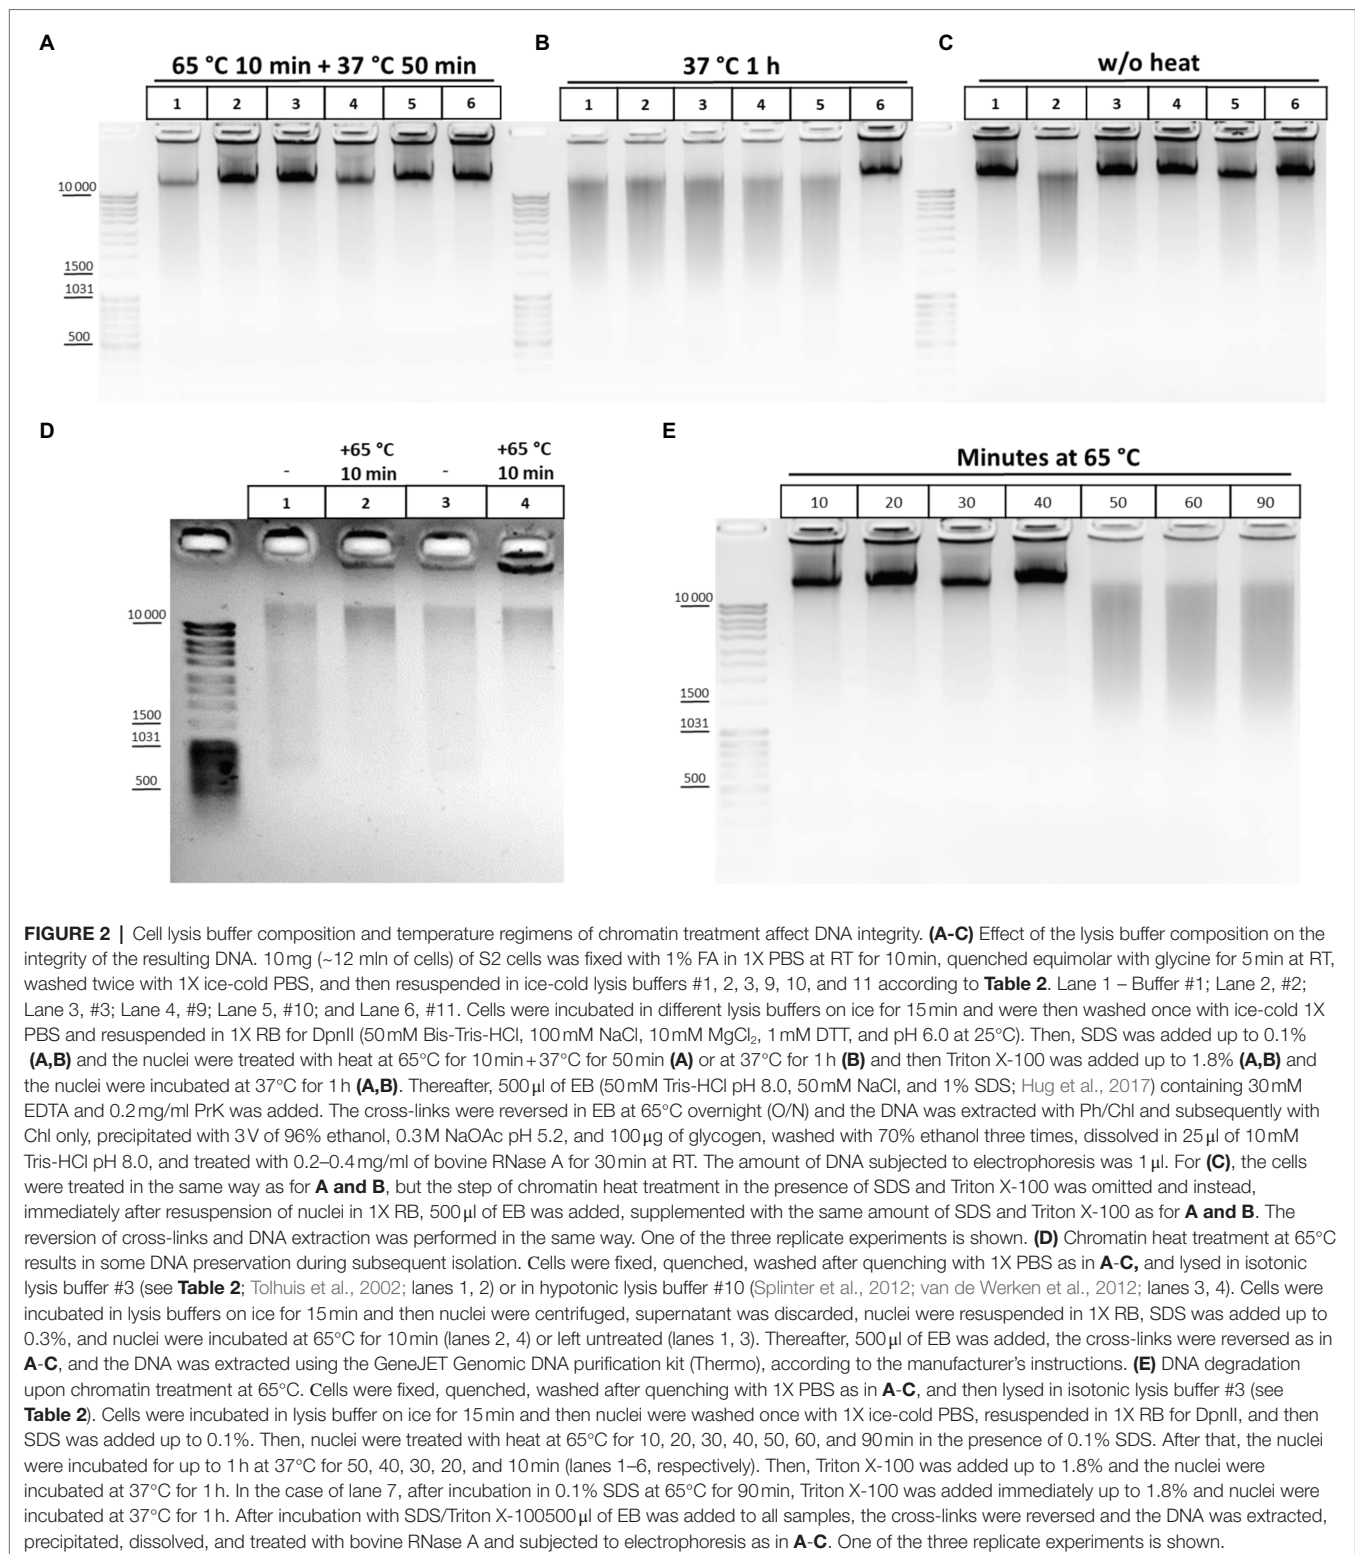 A
65 °C 10 min + 37 °C 50 min
1 2 3 4 5 6
10 000
1500
1031
500
B
37 °C 1 h
1 2 3 4 5 6
C
w/o heat
1 2 3 4 5 6
D
- +65 °C 10 min - +65 °C 10 min
1 2 3 4
10 000
1500
1031
500
E
Minutes at 65 °C
10 20 30 40 50 60 90
10 000
1500
1031
500
FIGURE 2 | Cell lysis buffer composition and temperature regimens of chromatin treatment affect DNA integrity. (A-C) Effect of the lysis buffer composition on the
integrity of the resulting DNA. 10 mg (~12 mln of cells) of S2 cells was fixed with 1% FA in 1X PBS at RT for 10 min, quenched equimolar with glycine for 5 min at RT,
washed twice with 1X ice-cold PBS, and then resuspended in ice-cold lysis buffers #1, 2, 3, 9, 10, and 11 according to Table 2. Lane 1 – Buffer #1; Lane 2, #2;
Lane 3, #3; Lane 4, #9; Lane 5, #10; and Lane 6, #11. Cells were incubated in different lysis buffers on ice for 15 min and were then washed once with ice-cold 1X
PBS and resuspended in 1X RB for DpnII (50 mM Bis-Tris-HCl, 100 mM NaCl, 10 mM MgCl₂, 1 mM DTT, and pH 6.0 at 25°C). Then, SDS was added up to 0.1%
(A,B) and the nuclei were treated with heat at 65°C for 10 min + 37°C for 50 min (A) or at 37°C for 1 h (B) and then Triton X-100 was added up to 1.8% (A,B) and
the nuclei were incubated at 37°C for 1 h (A,B). Thereafter, 500 μl of EB (50 mM Tris-HCl pH 8.0, 50 mM NaCl, and 1% SDS; Hug et al., 2017) containing 30 mM
EDTA and 0.2 mg/ml PrK was added. The cross-links were reversed in EB at 65°C overnight (O/N) and the DNA was extracted with Ph/Chl and subsequently with
Chl only, precipitated with 3 V of 96% ethanol, 0.3 M NaOAc pH 5.2, and 100 μg of glycogen, washed with 70% ethanol three times, dissolved in 25 μl of 10 mM
Tris-HCl pH 8.0, and treated with 0.2–0.4 mg/ml of bovine RNase A for 30 min at RT. The amount of DNA subjected to electrophoresis was 1 μl. For (C), the cells
were treated in the same way as for A and B, but the step of chromatin heat treatment in the presence of SDS and Triton X-100 was omitted and instead,
immediately after resuspension of nuclei in 1X RB, 500 μl of EB was added, supplemented with the same amount of SDS and Triton X-100 as for A and B. The
reversion of cross-links and DNA extraction was performed in the same way. One of the three replicate experiments is shown. (D) Chromatin heat treatment at 65°C
results in some DNA preservation during subsequent isolation. Cells were fixed, quenched, washed after quenching with 1X PBS as in A-C, and lysed in isotonic
lysis buffer #3 (see Table 2; Tolhuis et al., 2002; lanes 1, 2) or in hypotonic lysis buffer #10 (Splinter et al., 2012; van de Werken et al., 2012; lanes 3, 4). Cells were
incubated in lysis buffers on ice for 15 min and then nuclei were centrifuged, supernatant was discarded, nuclei were resuspended in 1X RB, SDS was added up to
0.3%, and nuclei were incubated at 65°C for 10 min (lanes 2, 4) or left untreated (lanes 1, 3). Thereafter, 500 μl of EB was added, the cross-links were reversed as in
A-C, and the DNA was extracted using the GeneJET Genomic DNA purification kit (Thermo), according to the manufacturer's instructions. (E) DNA degradation
upon chromatin treatment at 65°C. Cells were fixed, quenched, washed after quenching with 1X PBS as in A-C, and then lysed in isotonic lysis buffer #3 (see
Table 2). Cells were incubated in lysis buffer on ice for 15 min and then nuclei were washed once with 1X ice-cold PBS, resuspended in 1X RB for DpnII, and then
SDS was added up to 0.1%. Then, nuclei were treated with heat at 65°C for 10, 20, 30, 40, 50, 60, and 90 min in the presence of 0.1% SDS. After that, the nuclei
were incubated for up to 1 h at 37°C for 50, 40, 30, 20, and 10 min (lanes 1–6, respectively). Then, Triton X-100 was added up to 1.8% and the nuclei were
incubated at 37°C for 1 h. In the case of lane 7, after incubation in 0.1% SDS at 65°C for 90 min, Triton X-100 was added immediately up to 1.8% and nuclei were
incubated at 37°C for 1 h. After incubation with SDS/Triton X-100500 μl of EB was added to all samples, the cross-links were reversed and the DNA was extracted,
precipitated, dissolved, and treated with bovine RNase A and subjected to electrophoresis as in A-C. One of the three replicate experiments is shown.